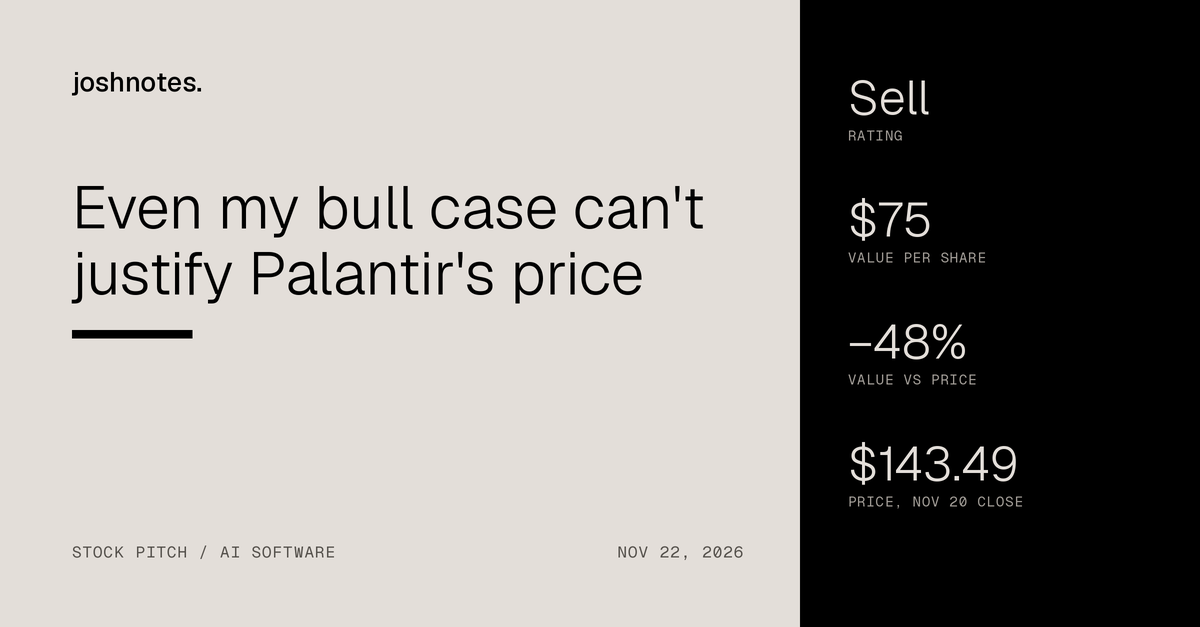 joshnotes.
Even my bull case can't
justify Palantir's price
STOCK PITCH / AI SOFTWARE
NOV 22, 2026
Sell
RATING
$75
VALUE PER SHARE
–48%
VALUE VS PRICE
$143.49
PRICE, NOV 20 CLOSE